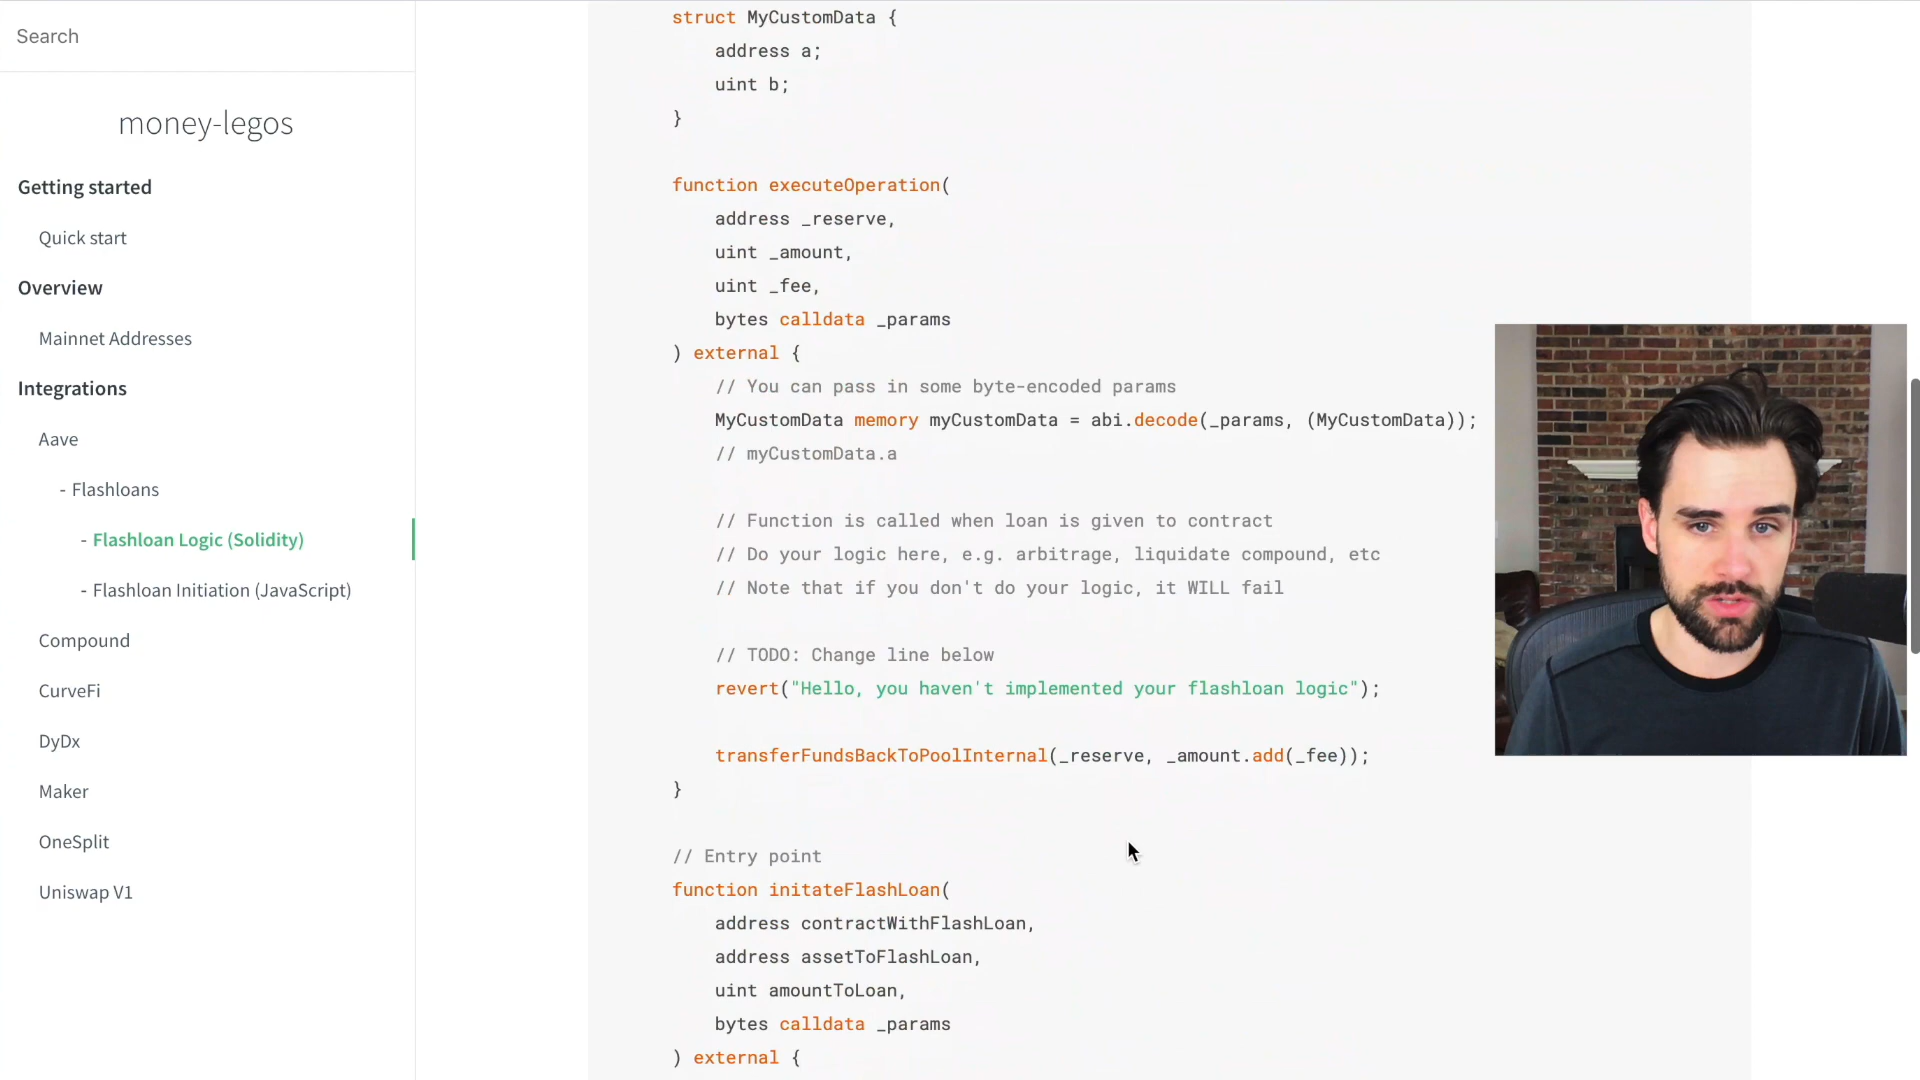 Search
money-legos
Getting started
Quick start
Overview
Mainnet Addresses
Integrations
Aave
- Flashloans
- Flashloan Logic (Solidity)
- Flashloan Initiation (JavaScript)
Compound
CurveFi
DyDx
Maker
OneSplit
Uniswap V1
struct MyCustomData {
address a;
uint b;
}
function executeOperation(
address _reserve,
uint _amount,
uint _fee,
bytes calldata _params
) external {
// You can pass in some byte-encoded params
MyCustomData memory myCustomData = abi.decode(_params, (MyCustomData));
// myCustomData.a
// Function is called when loan is given to contract
// Do your logic here, e.g. arbitrage, liquidate compound, etc
// Note that if you don't do your logic, it WILL fail
// TODO: Change line below
revert("Hello, you haven't implemented your flashloan logic");
transferFundsBackToPoolInternal(_reserve, _amount.add(_fee));
}
// Entry point
function initateFlashLoan(
address contractWithFlashLoan,
address assetToFlashLoan,
uint amountToLoan,
bytes calldata _params
) external {